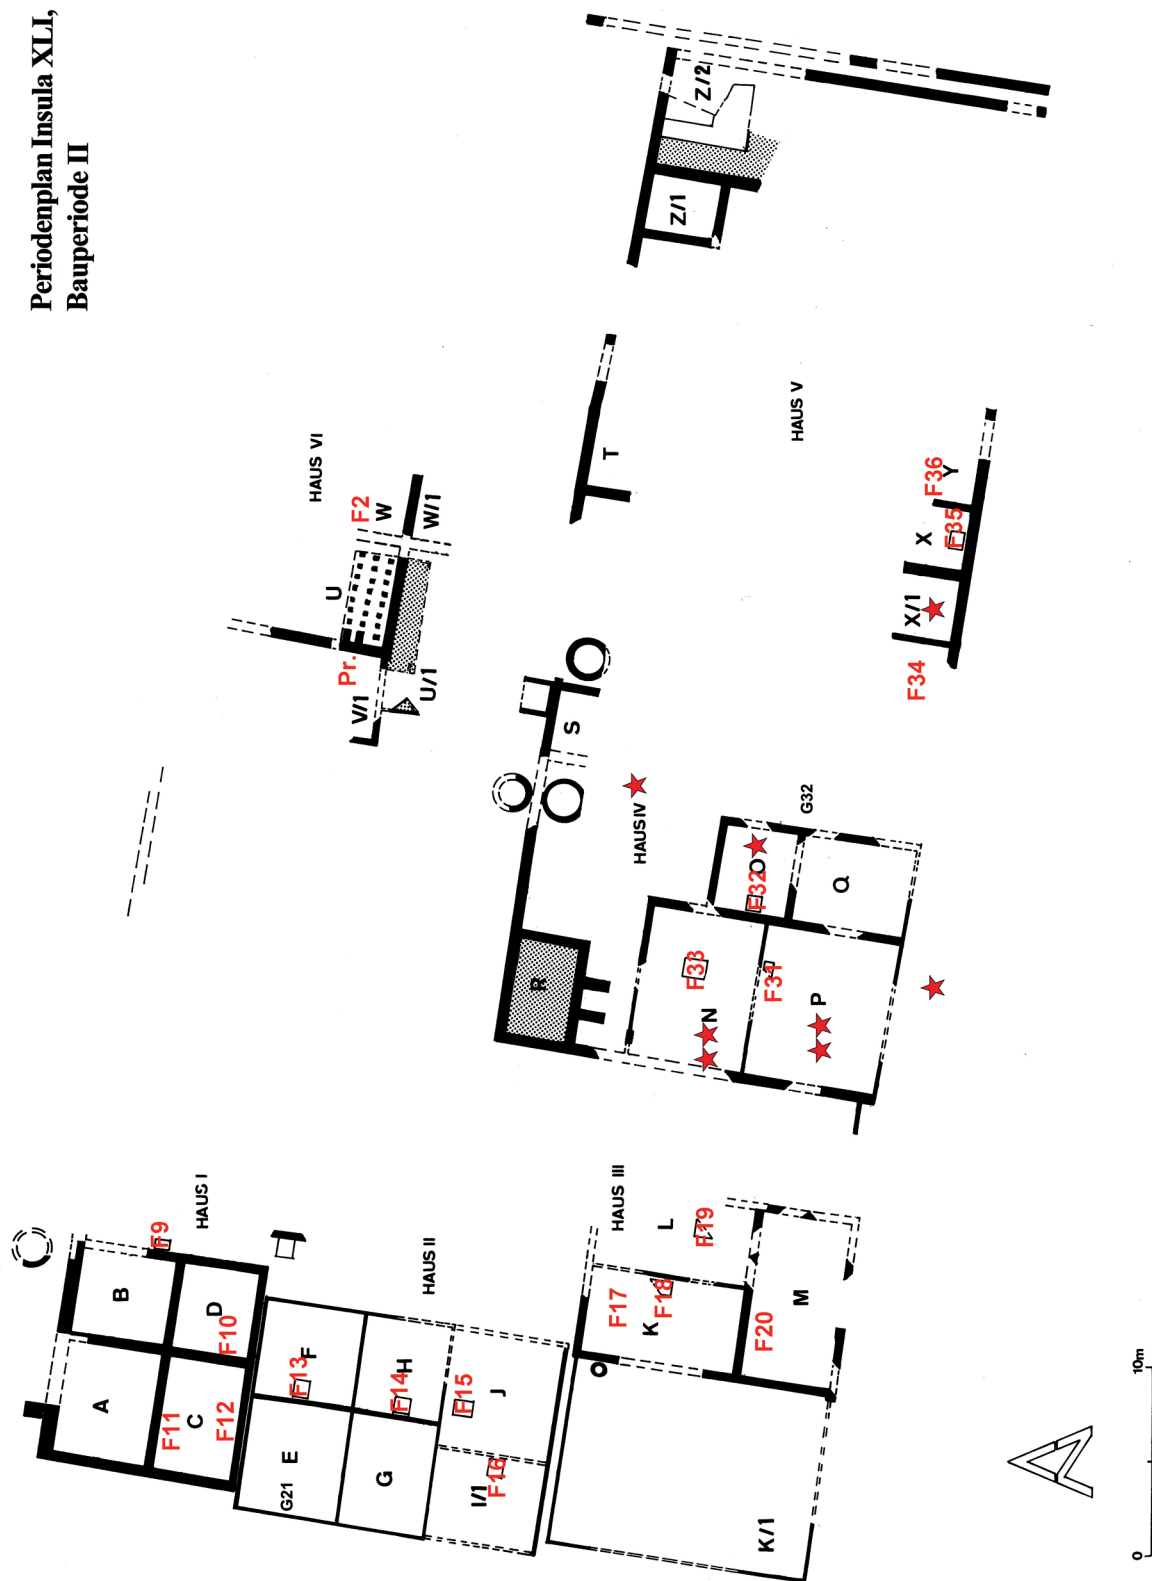 Periodenplan Insula XLI,
Bauperiode II
Z/2
Z/1
T
HAUS V
HAUS VI
F2
W
W/1
U
Pr.
V/1
U/1
F36
Y
F35
X
X/1
F34
S
HAUS IV
G32
O
F32
Q
R
F33
F31
N
P
HAUS I
F9
B
D
F10
A
F11
C
F12
HAUS II
F13
F
F14
H
F15
J
E
G21
G
I/1
F16
HAUS III
L
F19
F17
K
F18
F20
M
K/1
0
10m